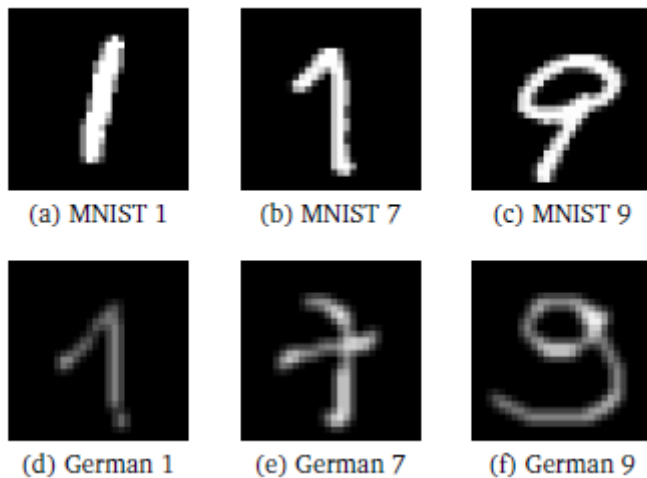 (a) MNIST 1
(b) MNIST 7
(c) MNIST 9
(d) German 1
(e) German 7
(f) German 9